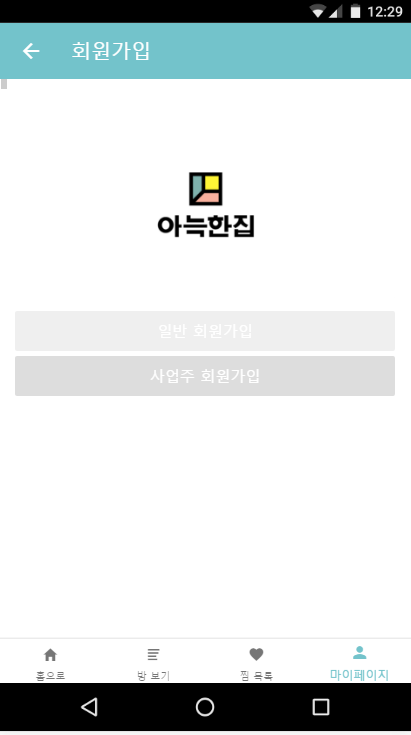 12:29
회원가입
아늑한집
일반 회원가입
사업주 회원가입
홈으로
방 보기
찜 목록
마이페이지